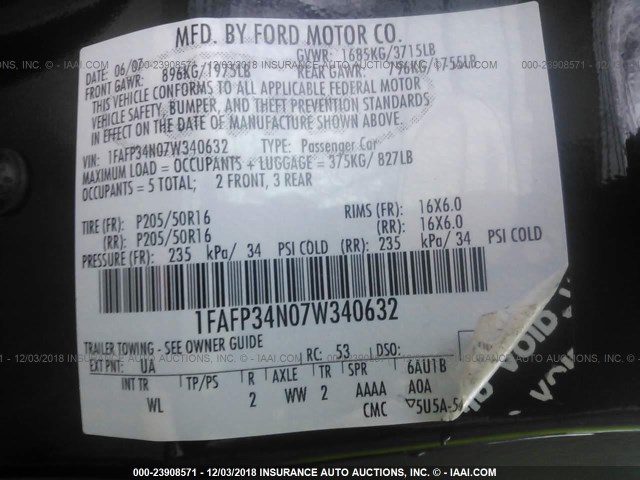 MFD. BY FORD MOTOR CO.
DATE: 06/07 GVWR: 1685KG/3715LB
FRONT GAWR: 896KG/1975LB REAR GAWR: 796KG/1755LB
THIS VEHICLE CONFORMS TO ALL APPLICABLE FEDERAL MOTOR
VEHICLE SAFETY, BUMPER, AND THEFT PREVENTION STANDARDS
IN EFFECT ON THE DATE OF MANUFACTURE SHOWN ABOVE.
VIN: 1FAFP34N07W340632 TYPE: Passenger Car
MAXIMUM LOAD = OCCUPANTS + LUGGAGE = 375KG/ 827LB
OCCUPANTS = 5 TOTAL; 2 FRONT, 3 REAR
TIRE (FR): P205/50R16 RIMS (FR): 16X6.0
(RR): P205/50R16 (RR): 16X6.0
PRESSURE (FR): 235 kPa/ 34 PSI COLD (RR): 235 kPa/ 34 PSI COLD
1FAFP34N07W340632
TRAILER TOWING - SEE OWNER GUIDE
EXT PNT: UA RC: 53 DSO: 6AU1B
INT TR TP/PS R AXLE TR SPR AAAA A0A
WL 2 WW 2 CMC ▽5U5A-
VOID
VOID
00-23908571 - 12/03/2018 INSURANCE AUTO AUCTIONS, INC. - IAAI.COM